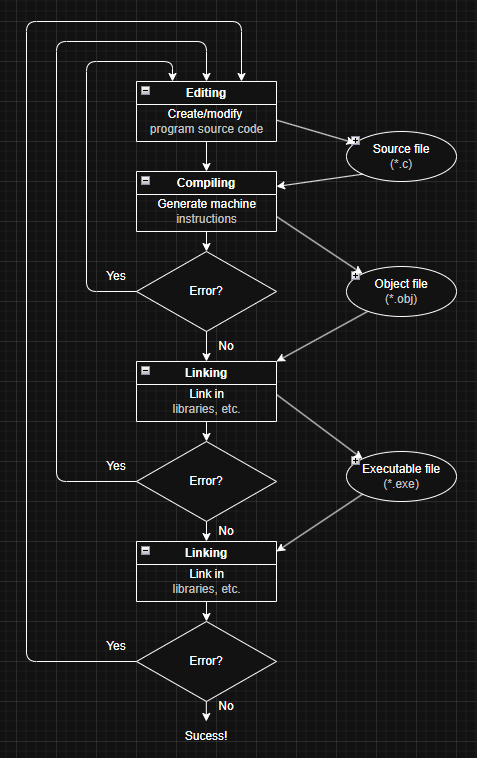 Editing
Create/modify
program source code
Source file
(*.c)
Compiling
Generate machine
instructions
Yes
Error?
Object file
(*.obj)
No
Linking
Link in
libraries, etc.
Yes
Error?
Executable file
(*.exe)
No
Linking
Link in
libraries, etc.
Yes
Error?
No
Sucess!